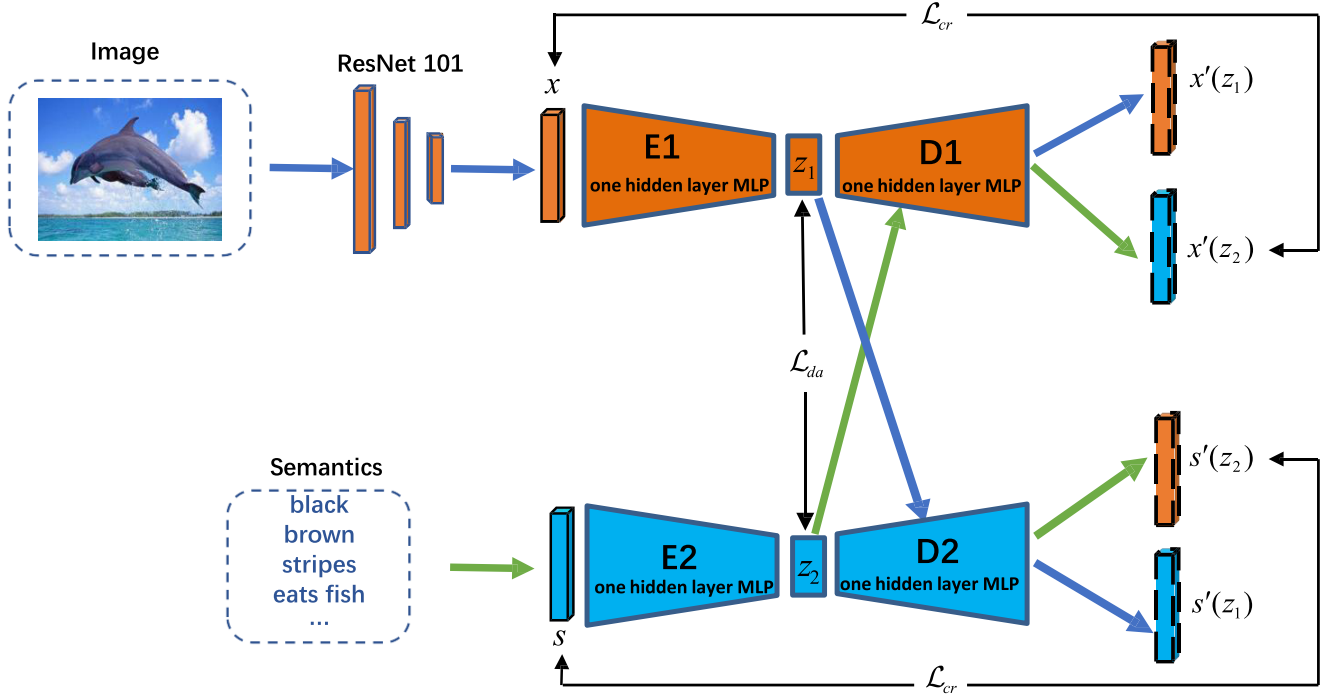 ℒcr
Image
ResNet 101
x
x′(z1)
E1
one hidden layer MLP
z1
D1
one hidden layer MLP
x′(z2)
ℒda
Semantics
black
brown
stripes
eats fish
...
s′(z2)
E2
one hidden layer MLP
z2
D2
one hidden layer MLP
s′(z1)
s
ℒcr